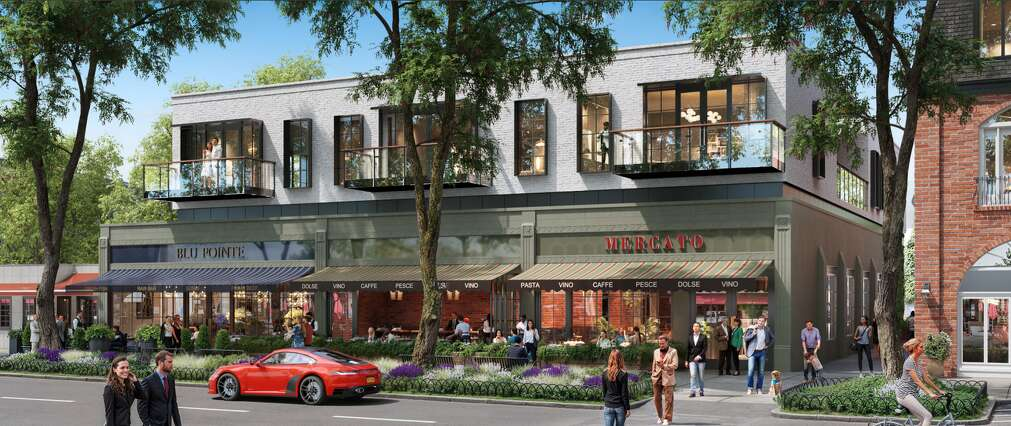 BLU POINTE
MERCATO
DOLSE VINO CAFFE PESCE VINO
PASTA VINO CAFFE PESCE DOLSE VINO